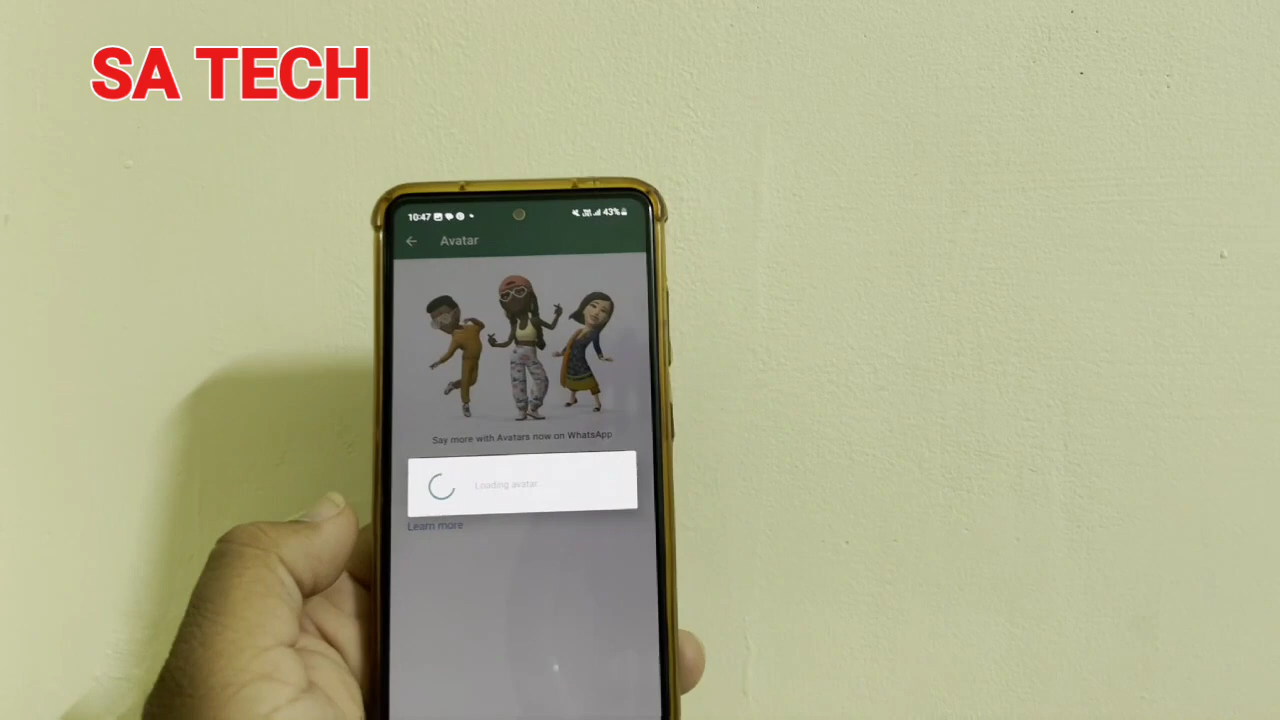 SA TECH
10:47 43%
Avatar
Say more with Avatars now on WhatsApp
Loading avatar
Learn more